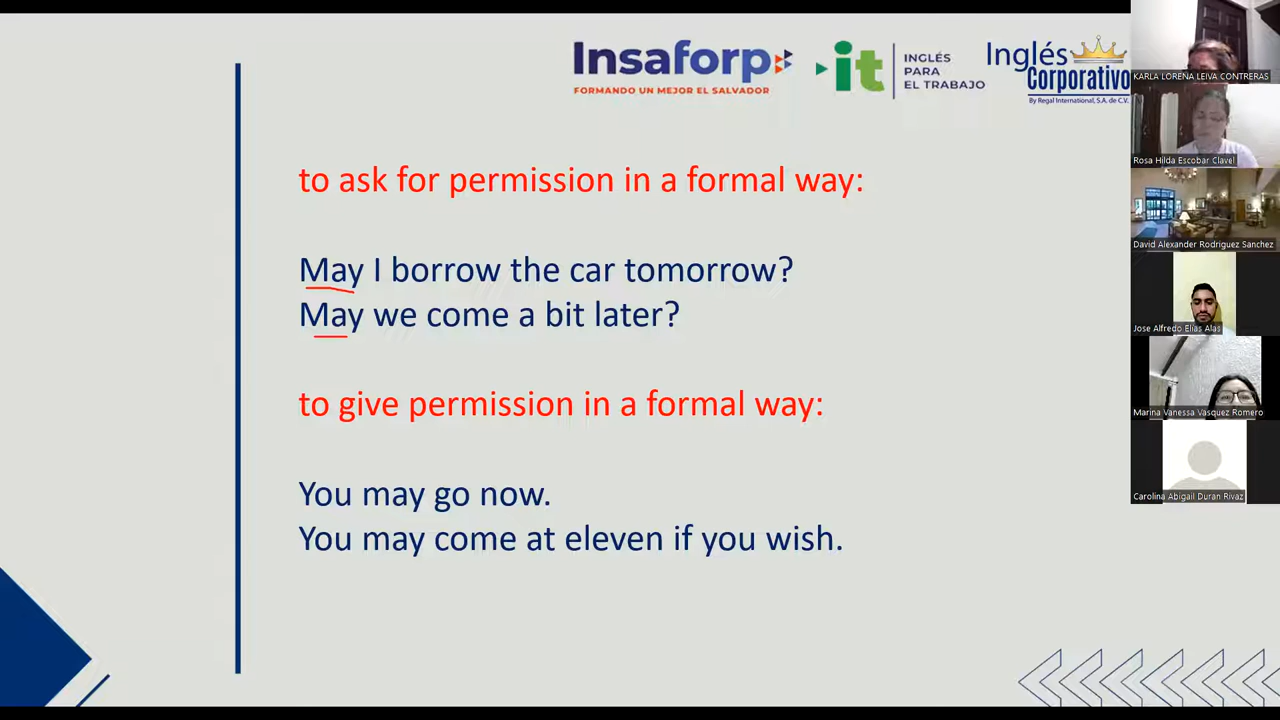 Insaforp
FORMANDO UN MEJOR EL SALVADOR
it
INGLÉS
PARA
EL TRABAJO
Inglés
Corporativo
By Regal International, S.A. de C.V.
to ask for permission in a formal way:
May I borrow the car tomorrow?
May we come a bit later?
to give permission in a formal way:
You may go now.
You may come at eleven if you wish.
KARLA LORENA LEIVA CONTRERAS
Rosa Hilda Escobar Clavel
David Alexander Rodriguez Sanchez
Jose Alfredo Elias Alas
Marina Vanessa Vasquez Romero
Carolina Abigail Duran Rivaz